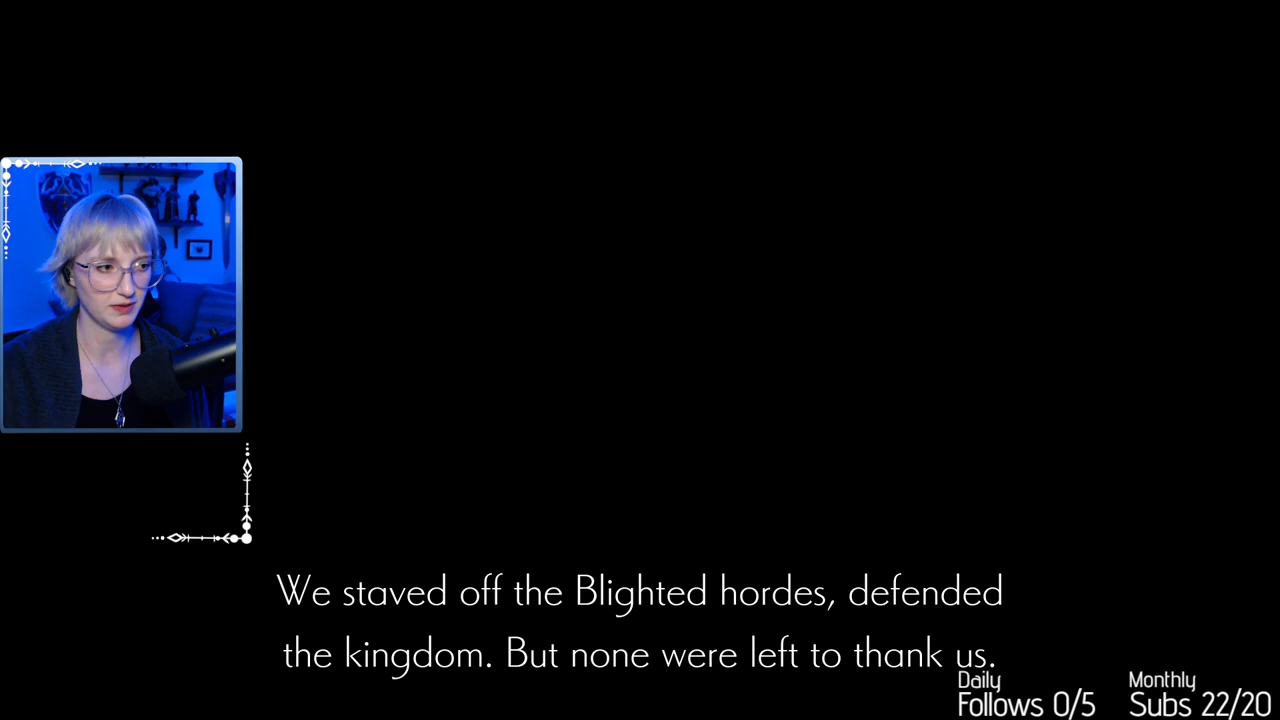 We staved off the Blighted hordes, defended
the kingdom. But none were left to thank us.
Daily
Follows 0/5
Monthly
Subs 22/20